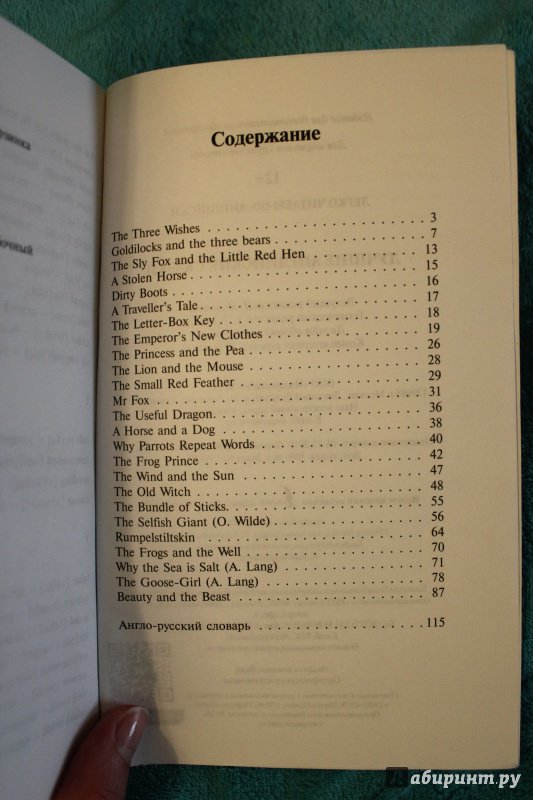 Содержание
The Three Wishes . . . . . . . . . . . . . . . . . . . . . . 3
Goldilocks and the three bears . . . . . . . . . . . . . . . 7
The Sly Fox and the Little Red Hen . . . . . . . . . . . . 13
A Stolen Horse . . . . . . . . . . . . . . . . . . . . . . . 15
Dirty Boots . . . . . . . . . . . . . . . . . . . . . . . . 16
A Traveller's Tale . . . . . . . . . . . . . . . . . . . . . 17
The Letter-Box Key . . . . . . . . . . . . . . . . . . . . . 18
The Emperor's New Clothes . . . . . . . . . . . . . . . . . 19
The Princess and the Pea . . . . . . . . . . . . . . . . . . 26
The Lion and the Mouse . . . . . . . . . . . . . . . . . . . 28
The Small Red Feather . . . . . . . . . . . . . . . . . . . 29
Mr Fox . . . . . . . . . . . . . . . . . . . . . . . . . . . 31
The Useful Dragon. . . . . . . . . . . . . . . . . . . . . . 36
A Horse and a Dog . . . . . . . . . . . . . . . . . . . . . 38
Why Parrots Repeat Words . . . . . . . . . . . . . . . . . . 40
The Frog Prince . . . . . . . . . . . . . . . . . . . . . . 42
The Wind and the Sun . . . . . . . . . . . . . . . . . . . . 47
The Old Witch . . . . . . . . . . . . . . . . . . . . . . . 48
The Bundle of Sticks. . . . . . . . . . . . . . . . . . . . 55
The Selfish Giant (O. Wilde) . . . . . . . . . . . . . . . . 56
Rumpelstiltskin . . . . . . . . . . . . . . . . . . . . . . 64
The Frogs and the Well . . . . . . . . . . . . . . . . . . . 70
Why the Sea is Salt (A. Lang) . . . . . . . . . . . . . . . 71
The Goose-Girl (A. Lang) . . . . . . . . . . . . . . . . . . 78
Beauty and the Beast . . . . . . . . . . . . . . . . . . . . 87
Англо-русский словарь . . . . . . . . . . . . . . . . . . . 115
Лабиринт.ру